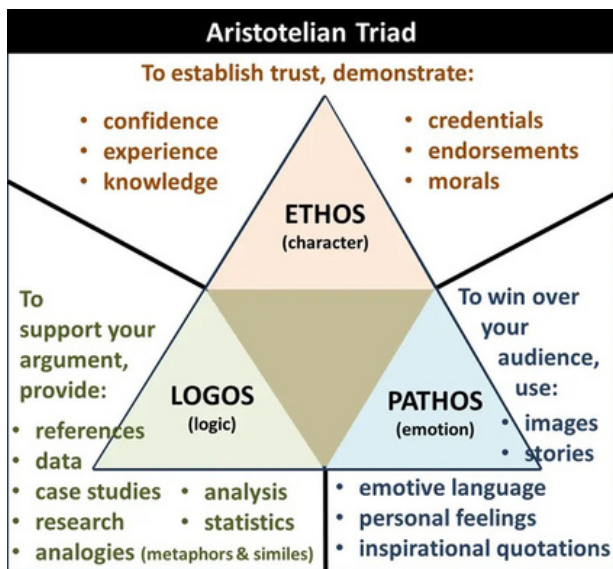 Aristotelian Triad
To establish trust, demonstrate:
• confidence
• experience
• knowledge
• credentials
• endorsements
• morals
ETHOS
(character)
To
support your
argument,
provide:
• references
• data
• case studies
• research
• analogies (metaphors & similes)
• analysis
• statistics
LOGOS
(logic)
PATHOS
(emotion)
To win over
your
audience,
use:
• images
• stories
• emotive language
• personal feelings
• inspirational quotations